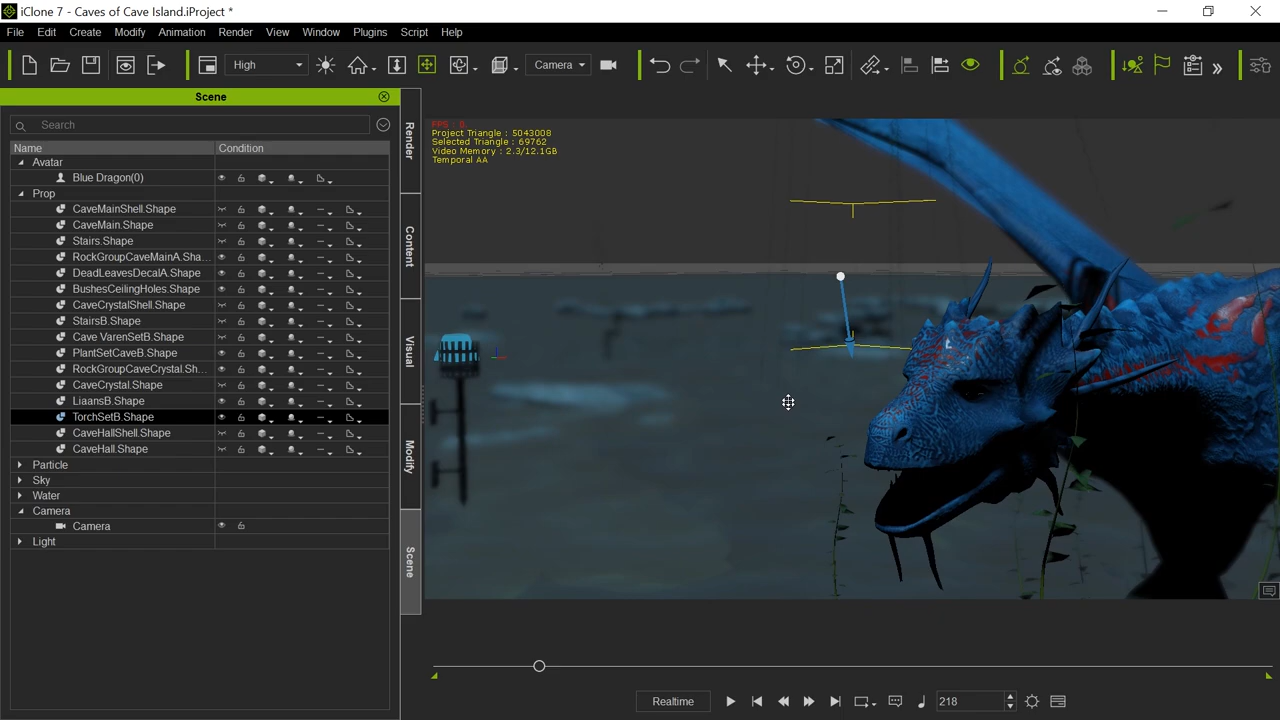 iClone 7 - Caves of Cave Island.iProject *
File Edit Create Modify Animation Render View Window Plugins Script Help
High Camera
Scene
Search
Name Condition
Avatar
Blue Dragon(0)
Prop
CaveMainShell.Shape
CaveMain.Shape
Stairs.Shape
RockGroupCaveMainA.Sha...
DeadLeavesDecalA.Shape
BushesCeilingHoles.Shape
CaveCrystalShell.Shape
StairsB.Shape
Cave VarenSetB.Shape
PlantSetCaveB.Shape
RockGroupCaveCrystal.Sh...
CaveCrystal.Shape
LiaansB.Shape
TorchSetB.Shape
CaveHallShell.Shape
CaveHall.Shape
Particle
Sky
Water
Camera
Camera
Light
Render
Content
Visual
Modify
Scene
FPS : 0
Project Triangle : 5043008
Selected Triangle : 69762
Video Memory : 2.3/12.1GB
Temporal AA
Realtime 218